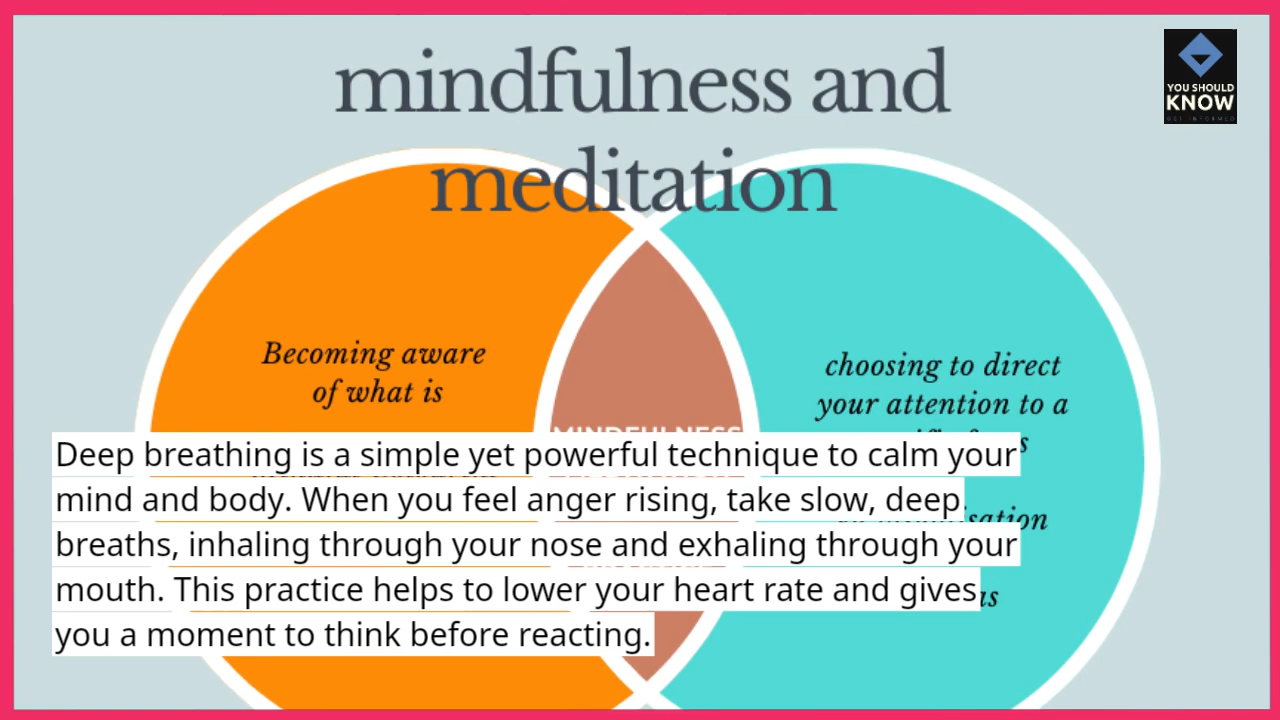 mindfulness and
meditation
YOU SHOULD
KNOW
GET INFORMED
Becoming aware
of what is
choosing to direct
your attention to a
MINDFULNESS
Deep breathing is a simple yet powerful technique to calm your
mind and body. When you feel anger rising, take slow, deep
breaths, inhaling through your nose and exhaling through your
mouth. This practice helps to lower your heart rate and gives
you a moment to think before reacting.